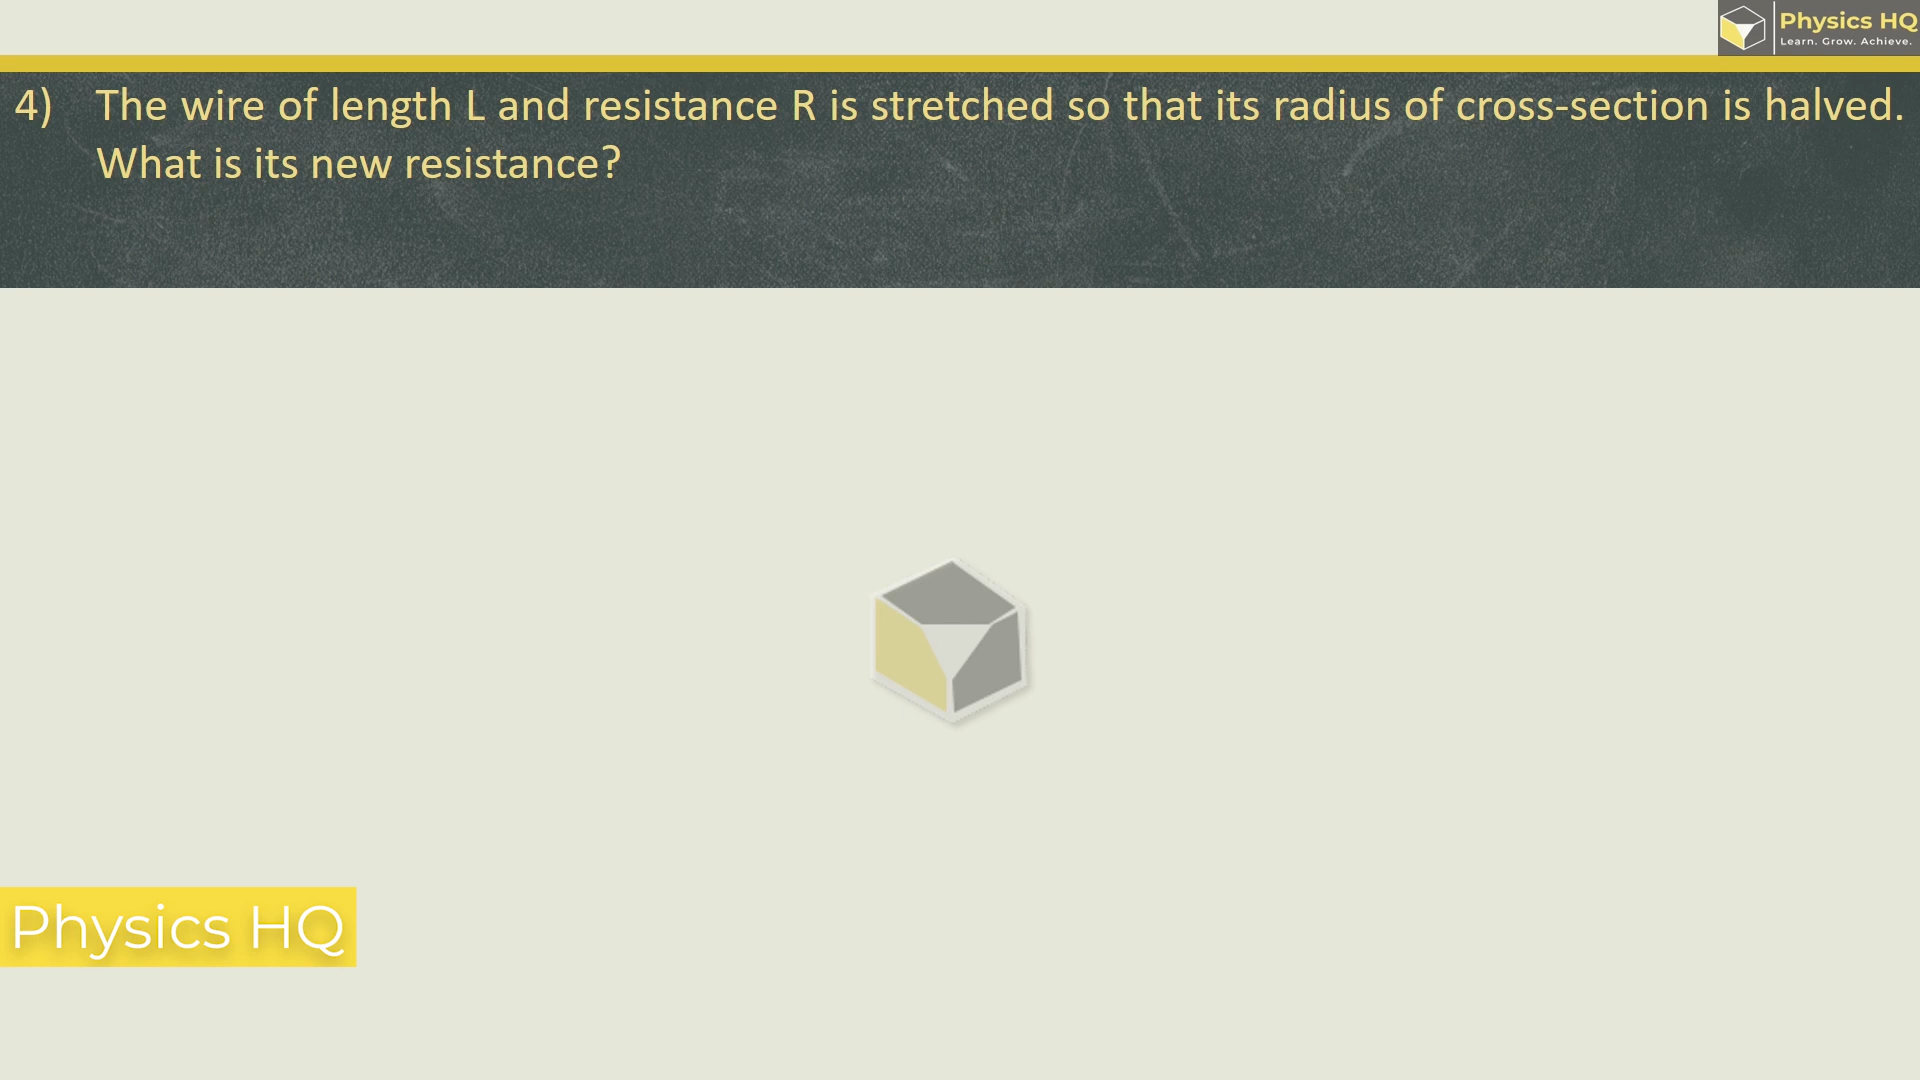 Physics HQ
Learn. Grow. Achieve.
4) The wire of length L and resistance R is stretched so that its radius of cross-section is halved.
What is its new resistance?
Physics HQ